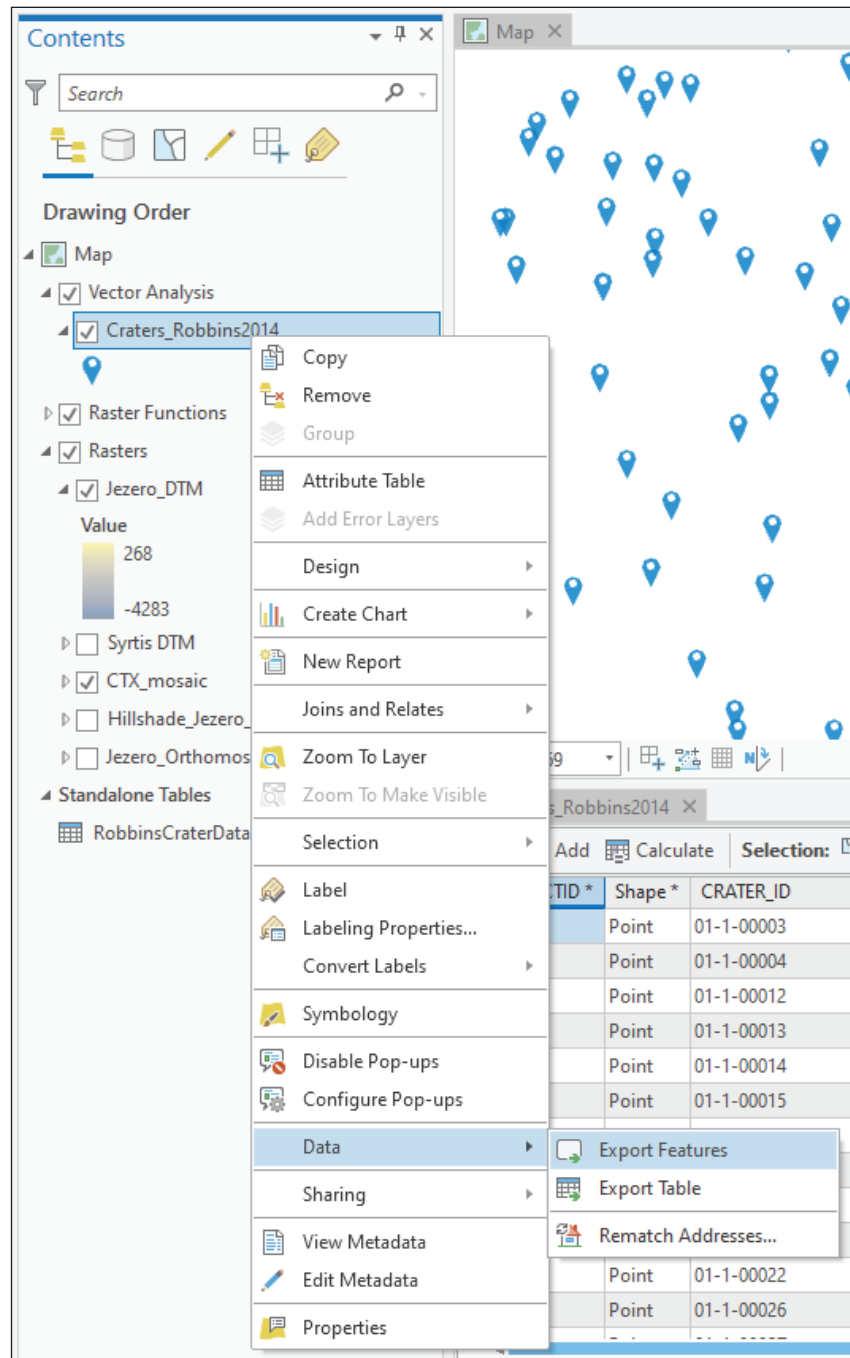 Contents
Search
Drawing Order
Map
Vector Analysis
Craters_Robbins2014
Raster Functions
Rasters
Jezero_DTM
Value
268
-4283
Syrtis DTM
CTX_mosaic
Hillshade_Jezero_
Jezero_Orthomos
Standalone Tables
RobbinsCraterData
Copy
Remove
Group
Attribute Table
Add Error Layers
Design
Create Chart
New Report
Joins and Relates
Zoom To Layer
Zoom To Make Visible
Selection
Label
Labeling Properties...
Convert Labels
Symbology
Disable Pop-ups
Configure Pop-ups
Data
Sharing
View Metadata
Edit Metadata
Properties
Export Features
Export Table
Rematch Addresses...
Map
s_Robbins2014
Add Calculate Selection:
TID * Shape * CRATER_ID
Point 01-1-00003
Point 01-1-00004
Point 01-1-00012
Point 01-1-00013
Point 01-1-00014
Point 01-1-00015
Point 01-1-00022
Point 01-1-00026